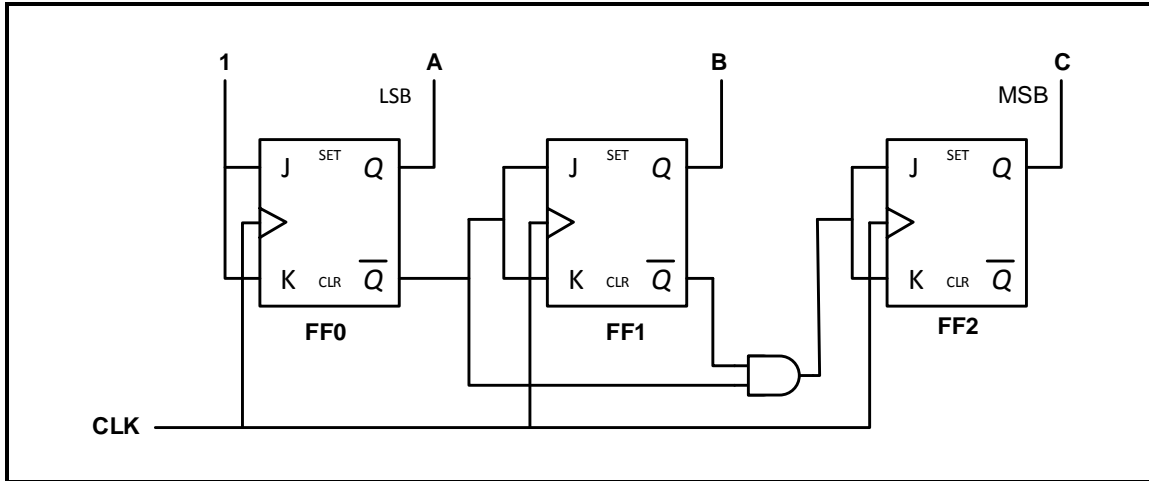 1 A B C
LSB MSB
SET SET SET
J Q J Q J Q
K CLR Q̅ K CLR Q̅ K CLR Q̅
FF0 FF1 FF2
CLK